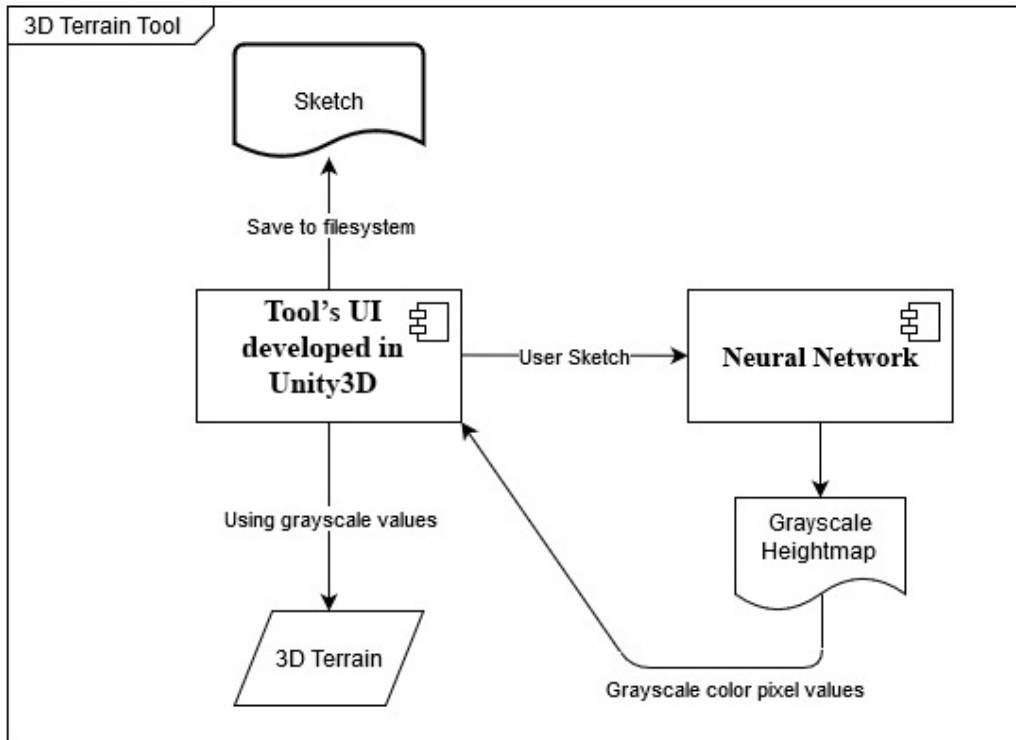 3D Terrain Tool
Sketch
Save to filesystem
Tool's UI
developed in
Unity3D
User Sketch
Neural Network
Using grayscale values
Grayscale
Heightmap
3D Terrain
Grayscale color pixel values